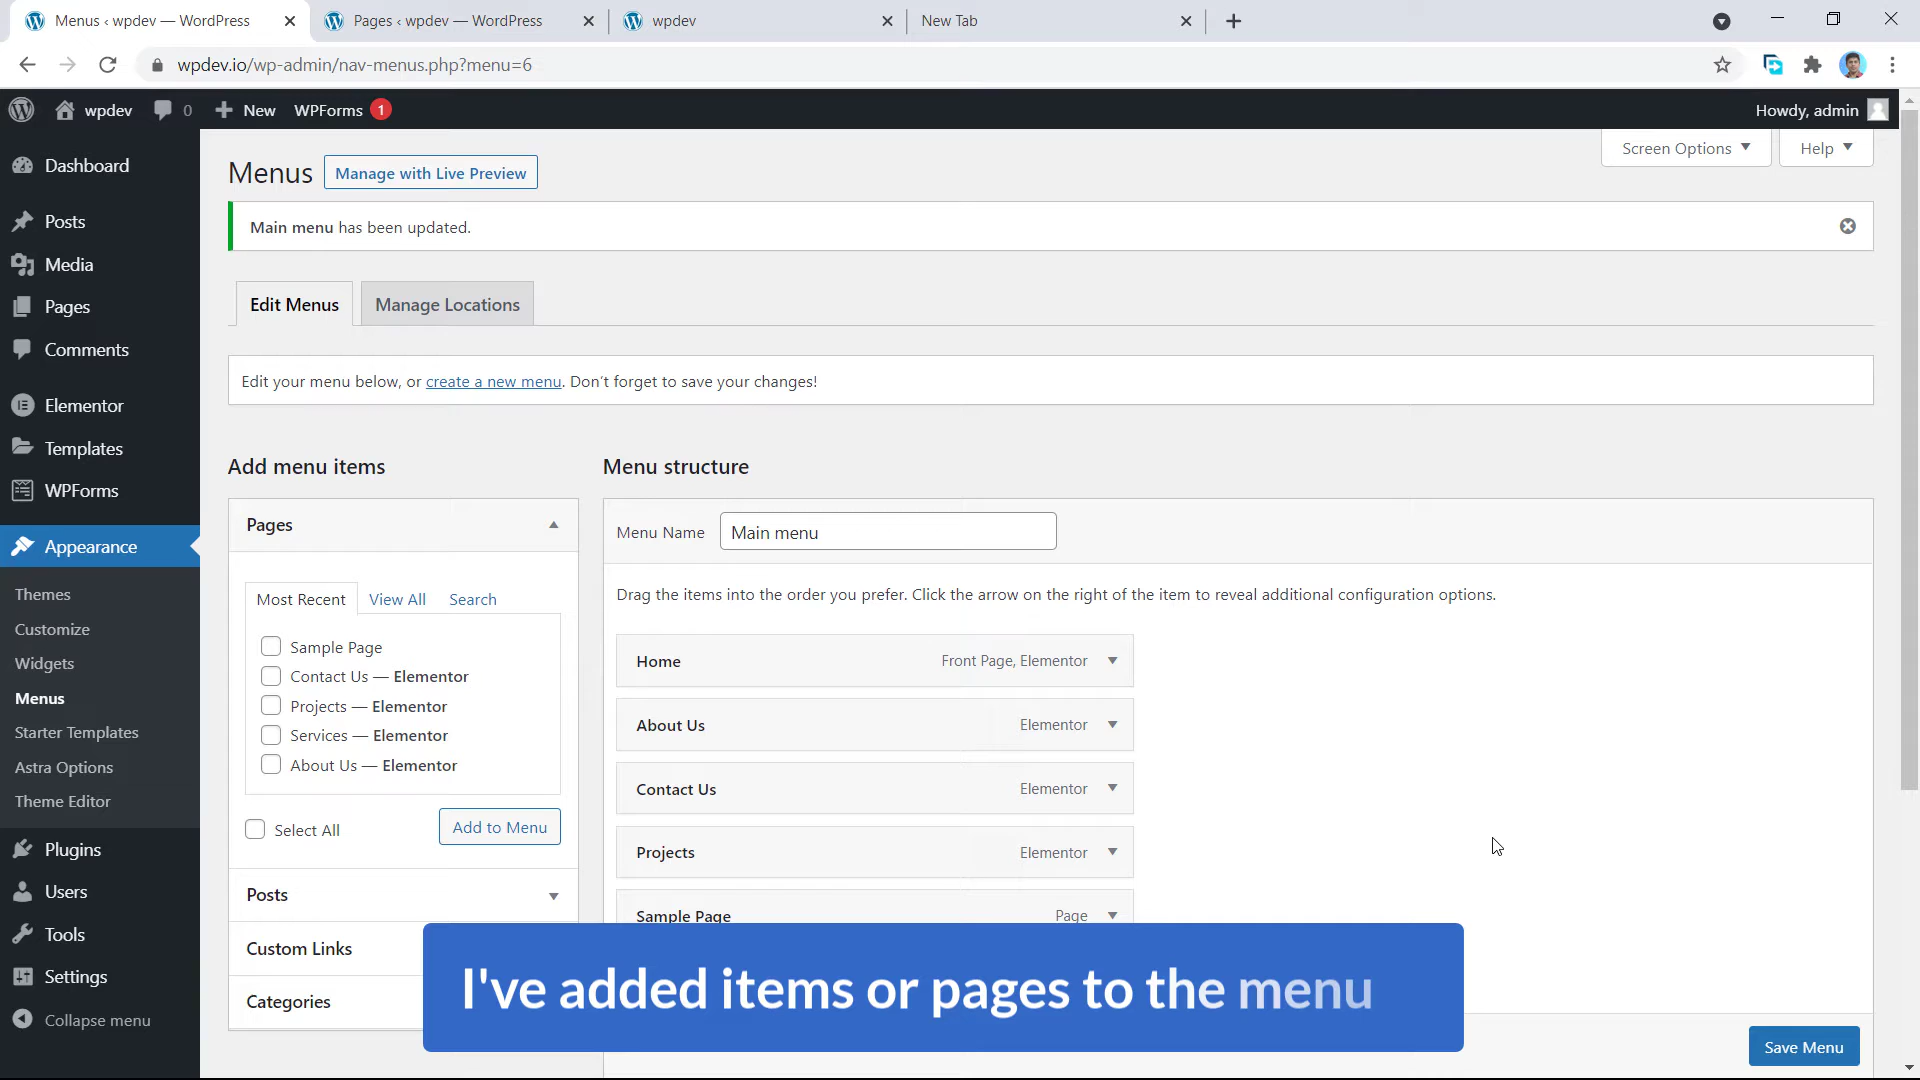 Menus ‹ wpdev — WordPress
Pages ‹ wpdev — WordPress
wpdev
New Tab
wpdev.io/wp-admin/nav-menus.php?menu=6
wpdev
0
New
WPForms
1
Howdy, admin
Screen Options
Help
Dashboard
Posts
Media
Pages
Comments
Elementor
Templates
WPForms
Appearance
Themes
Customize
Widgets
Menus
Starter Templates
Astra Options
Theme Editor
Plugins
Users
Tools
Settings
Collapse menu
Menus
Manage with Live Preview
Main menu has been updated.
Edit Menus
Manage Locations
Edit your menu below, or create a new menu. Don't forget to save your changes!
Add menu items
Pages
Most Recent
View All
Search
Sample Page
Contact Us — Elementor
Projects — Elementor
Services — Elementor
About Us — Elementor
Select All
Add to Menu
Posts
Custom Links
Categories
Menu structure
Menu Name
Main menu
Drag the items into the order you prefer. Click the arrow on the right of the item to reveal additional configuration options.
Home
Front Page, Elementor
About Us
Elementor
Contact Us
Elementor
Projects
Elementor
Sample Page
Page
I've added items or pages to the menu
Save Menu